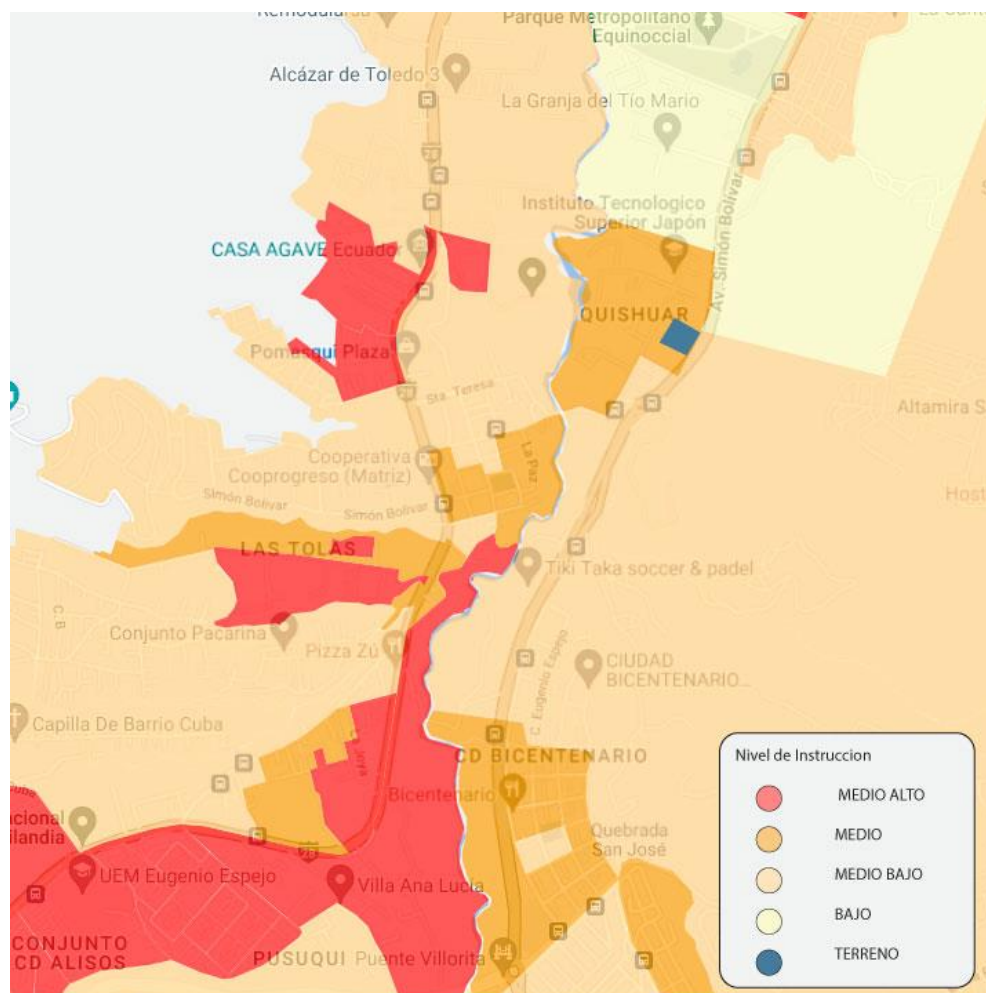 Parque Metropolitano
Equinoccial
Alcázar de Toledo 3
La Granja del Tío Mario
Instituto Tecnologico
Superior Japón
CASA AGAVE Ecuador
Av. Simón Bolívar
QUISHUAR
Pomasqui Plaza
28
Sta. Teresa
Altamira S
La Paz
Cooperativa
Cooprogreso (Matriz)
Simón Bolívar
Simón Bolívar
Host
LAS TOLAS
Tiki Taka soccer & padel
C. B
Conjunto Pacarina
Pizza Zú
C. Eugenio Espejo
CIUDAD
BICENTENARIO...
Capilla De Barrio Cuba
CD BICENTENARIO
Bicentenario
Quebrada
San José
nacional
28
UEM Eugenio Espejo
Villa Ana Lucía
CONJUNTO
CD ALISOS
PUSUQUI
Puente Villorita
Nivel de Instruccion
MEDIO ALTO
MEDIO
MEDIO BAJO
BAJO
TERRENO